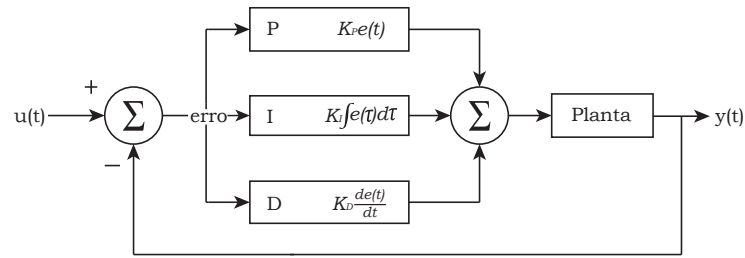 P K_P e(t)
+
u(t) Σ erro I K_I ∫e(τ)dτ Σ Planta y(t)
−
D K_D de(t)/dt